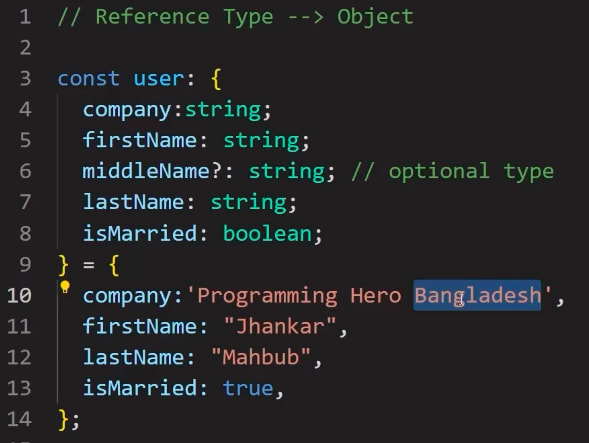 1 // Reference Type --> Object
2
3 const user: {
4 company:string;
5 firstName: string;
6 middleName?: string; // optional type
7 lastName: string;
8 isMarried: boolean;
9 } = {
10 company:'Programming Hero Bangladesh',
11 firstName: "Jhankar",
12 lastName: "Mahbub",
13 isMarried: true,
14 };